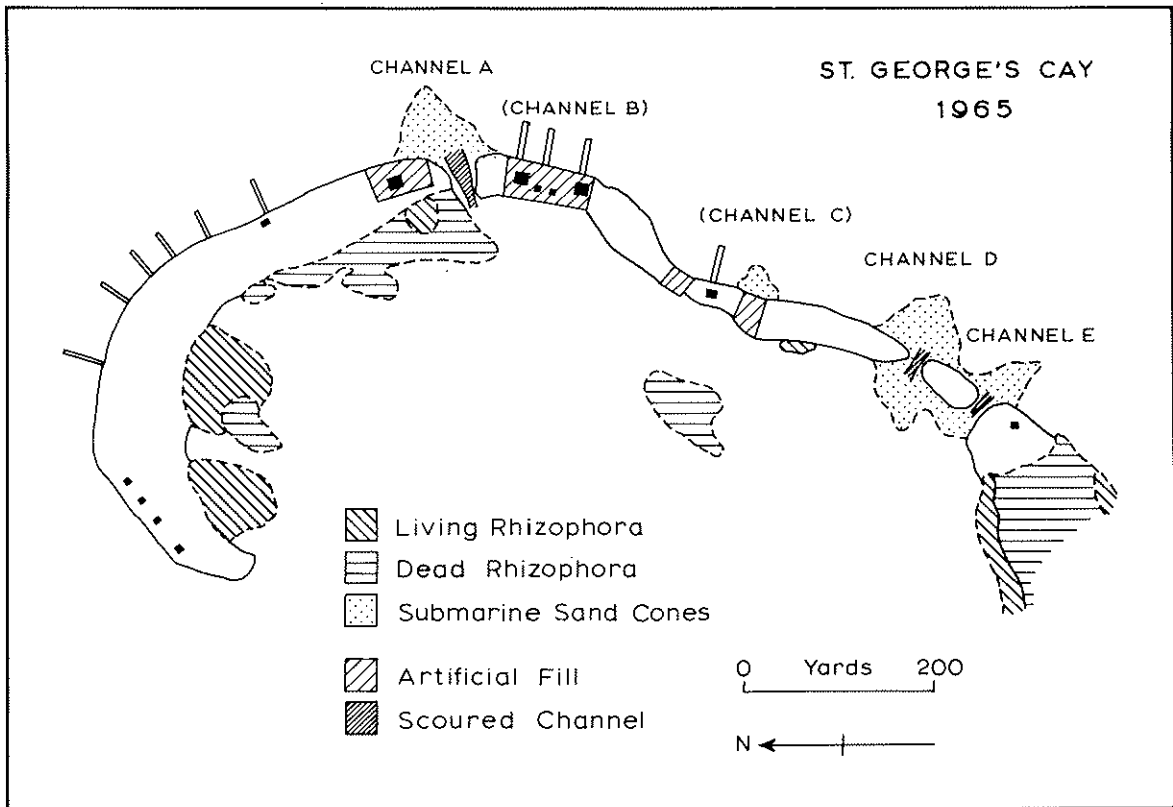 ST. GEORGE'S CAY
1965
CHANNEL A
(CHANNEL B)
(CHANNEL C)
CHANNEL D
CHANNEL E
Living Rhizophora
Dead Rhizophora
Submarine Sand Cones
Artificial Fill
Scoured Channel
0 Yards 200
N